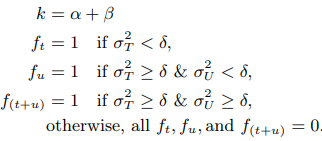 k = α + β
f_t = 1 if σ_T^2 < δ,
f_u = 1 if σ_T^2 ≥ δ & σ_U^2 < δ,
f_(t+u) = 1 if σ_T^2 ≥ δ & σ_U^2 ≥ δ,
otherwise, all f_t, f_u, and f_(t+u) = 0.